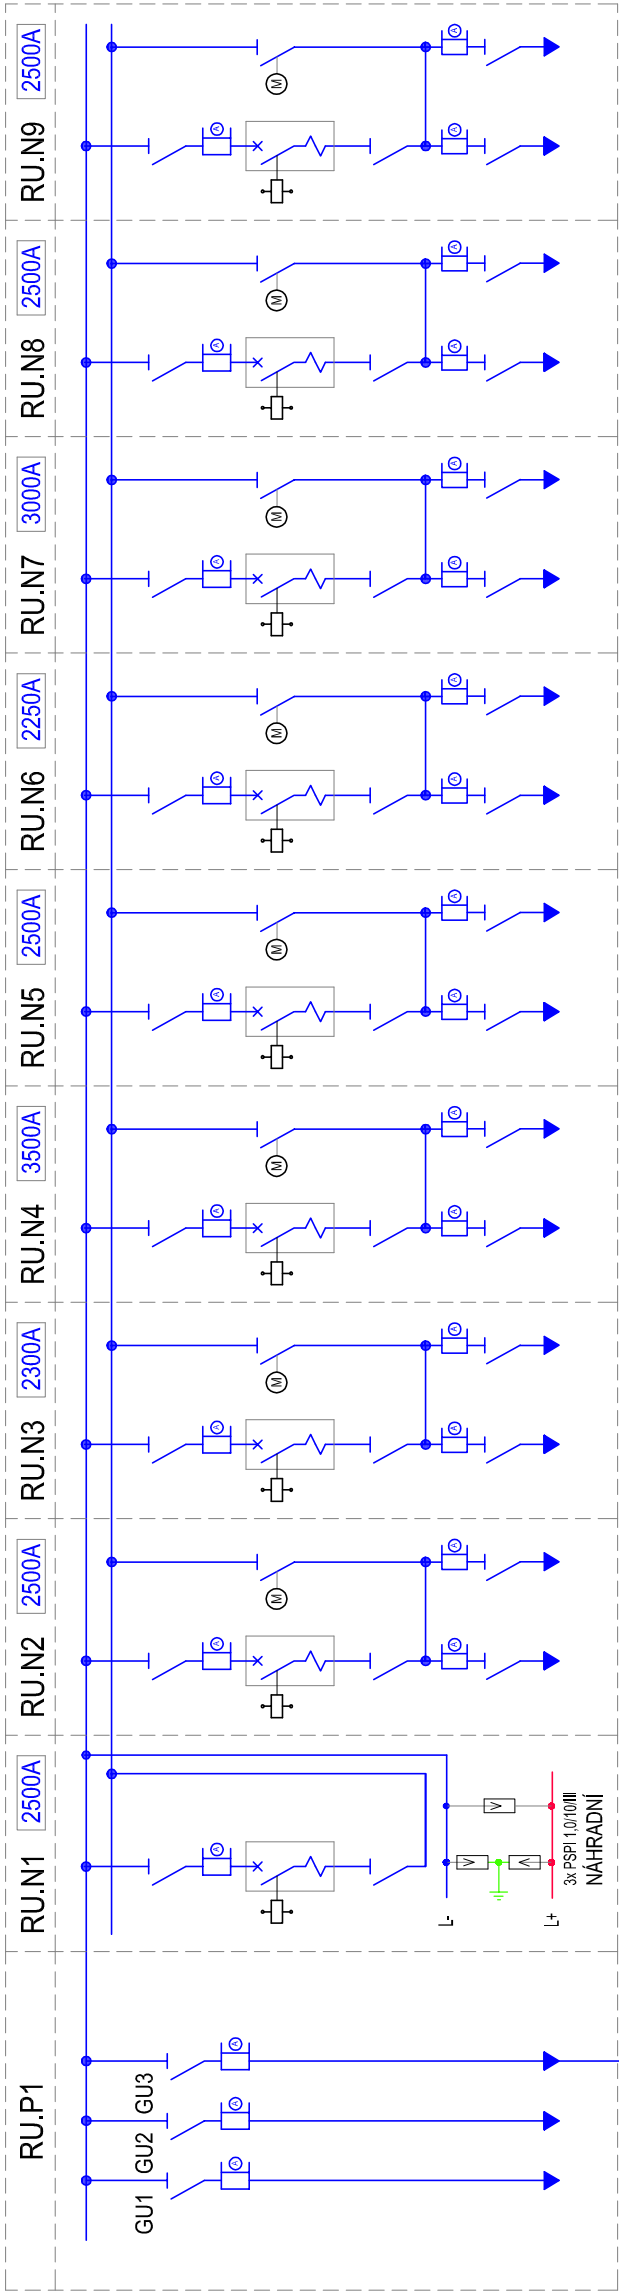 RU.P1
GU1
GU2
GU3
RU.N1
2500A
A
A
A
A
L-
L+
V
V
V
3x PSPI 1,0/10/III
NÁHRADNÍ
RU.N2
2500A
A
M
A
A
RU.N3
2300A
A
M
A
A
RU.N4
3500A
A
M
A
A
RU.N5
2500A
A
M
A
A
RU.N6
2250A
A
M
A
A
RU.N7
3000A
A
M
A
A
RU.N8
2500A
A
M
A
A
RU.N9
2500A
A
M
A
A